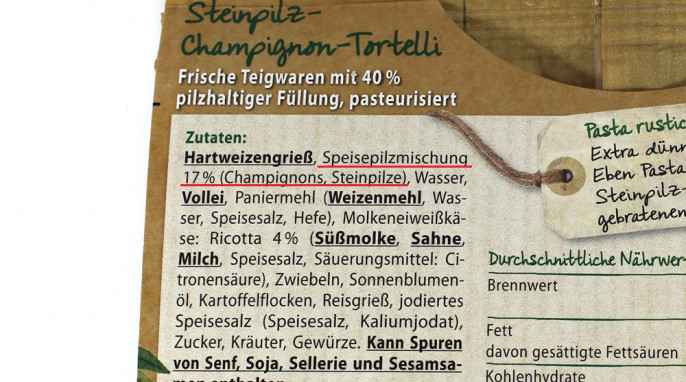 Steinpilz-
Champignon-Tortelli
Frische Teigwaren mit 40 %
pilzhaltiger Füllung, pasteurisiert
Zutaten:
Hartweizengrieß, Speisepilzmischung
17 % (Champignons, Steinpilze), Wasser,
Vollei, Paniermehl (Weizenmehl, Was-
ser, Speisesalz, Hefe), Molkeneiweißkä-
se: Ricotta 4 % (Süßmolke, Sahne,
Milch, Speisesalz, Säuerungsmittel: Ci-
tronensäure), Zwiebeln, Sonnenblumen-
öl, Kartoffelflocken, Reisgrieß, jodiertes
Speisesalz (Speisesalz, Kaliumjodat),
Zucker, Kräuter, Gewürze. Kann Spuren
von Senf, Soja, Sellerie und Sesamsa-
men enthalten
Pasta rustic
Extra dünn
Eben Pasta
Steinpilz-
gebratenen
Durchschnittliche Nährwer-
Brennwert
Fett
davon gesättigte Fettsäuren
Kohlenhydrate